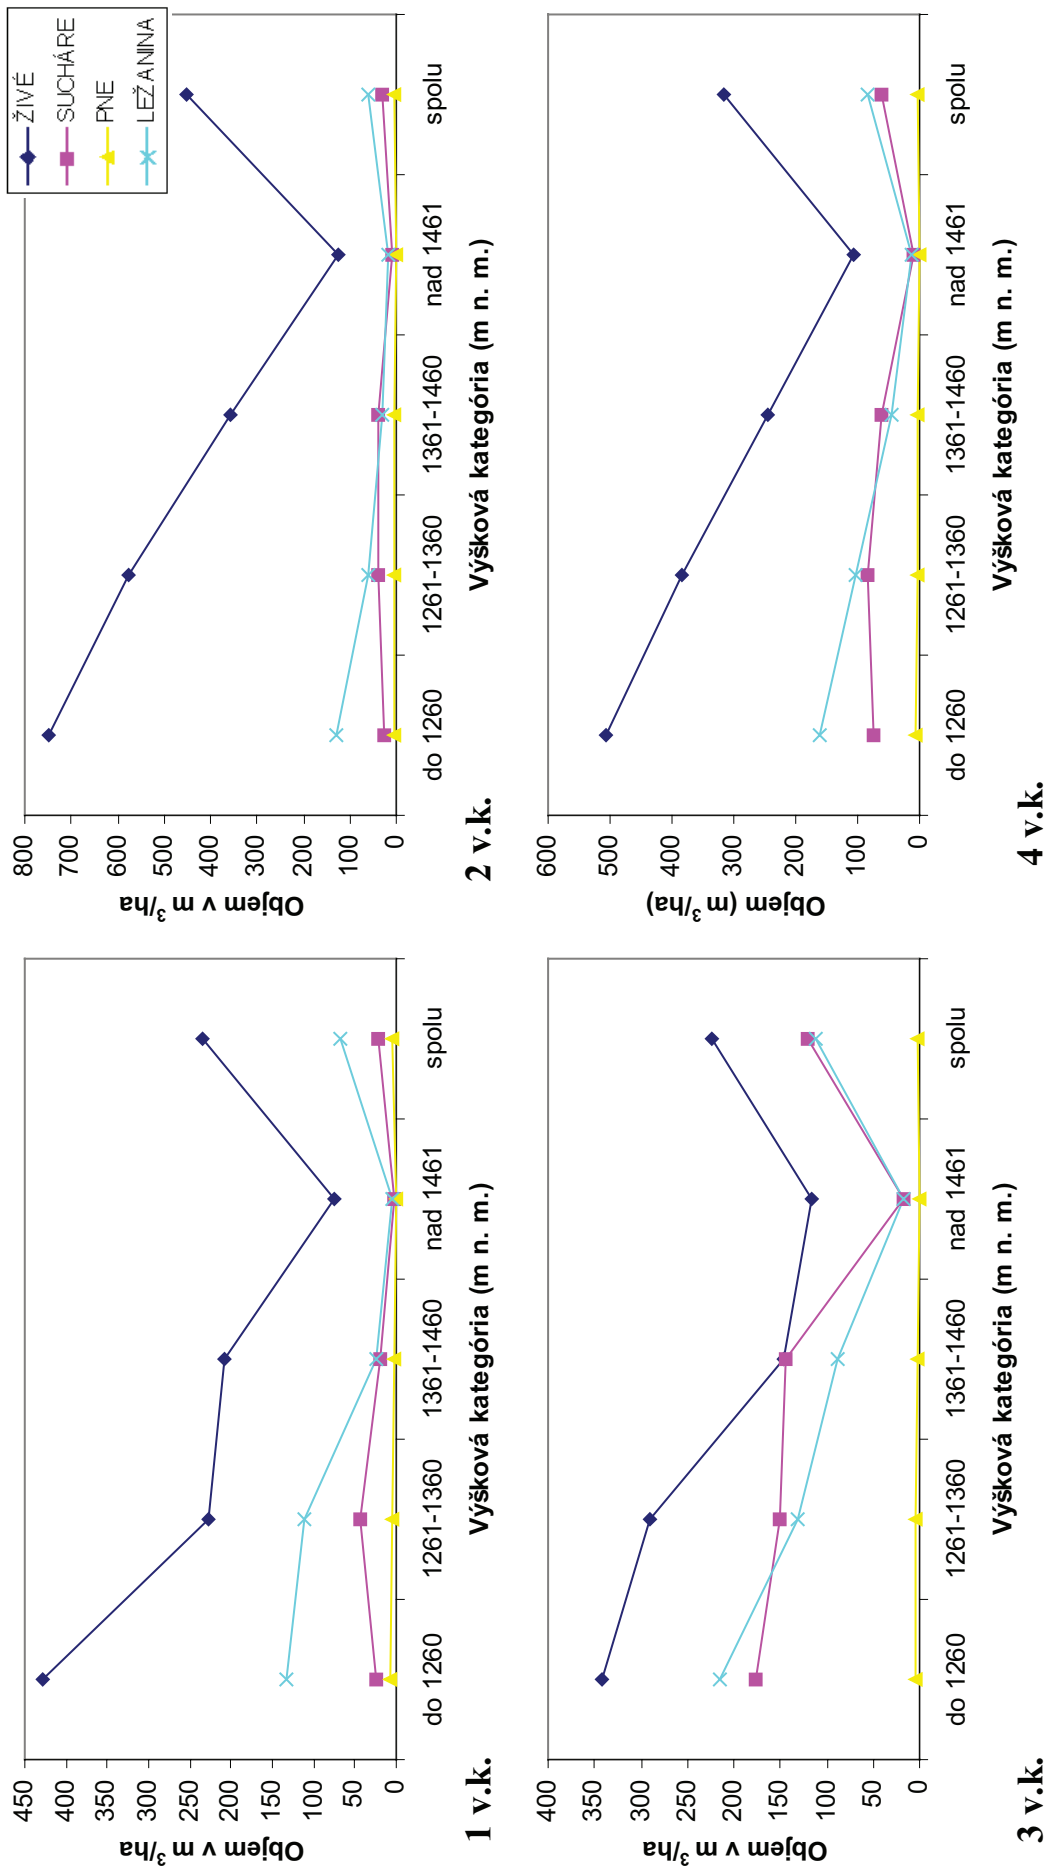 450
400
350
300
250
200
150
100
50
0
Objem v m³/ha
do 1260
1261-1360
1361-1460
nad 1461
spolu
Výšková kategória (m n. m.)
1 v.k.
800
700
600
500
400
300
200
100
0
Objem v m³/ha
do 1260
1261-1360
1361-1460
nad 1461
spolu
Výšková kategória (m n. m.)
2 v.k.
ŽIVÉ
SUCHÁRE
PNE
LEŽANINA
400
350
300
250
200
150
100
50
0
Objem v m³/ha
do 1260
1261-1360
1361-1460
nad 1461
spolu
Výšková kategória (m n. m.)
3 v.k.
600
500
400
300
200
100
0
Objem (m³/ha)
do 1260
1261-1360
1361-1460
nad 1461
spolu
Výšková kategória (m n. m.)
4 v.k.